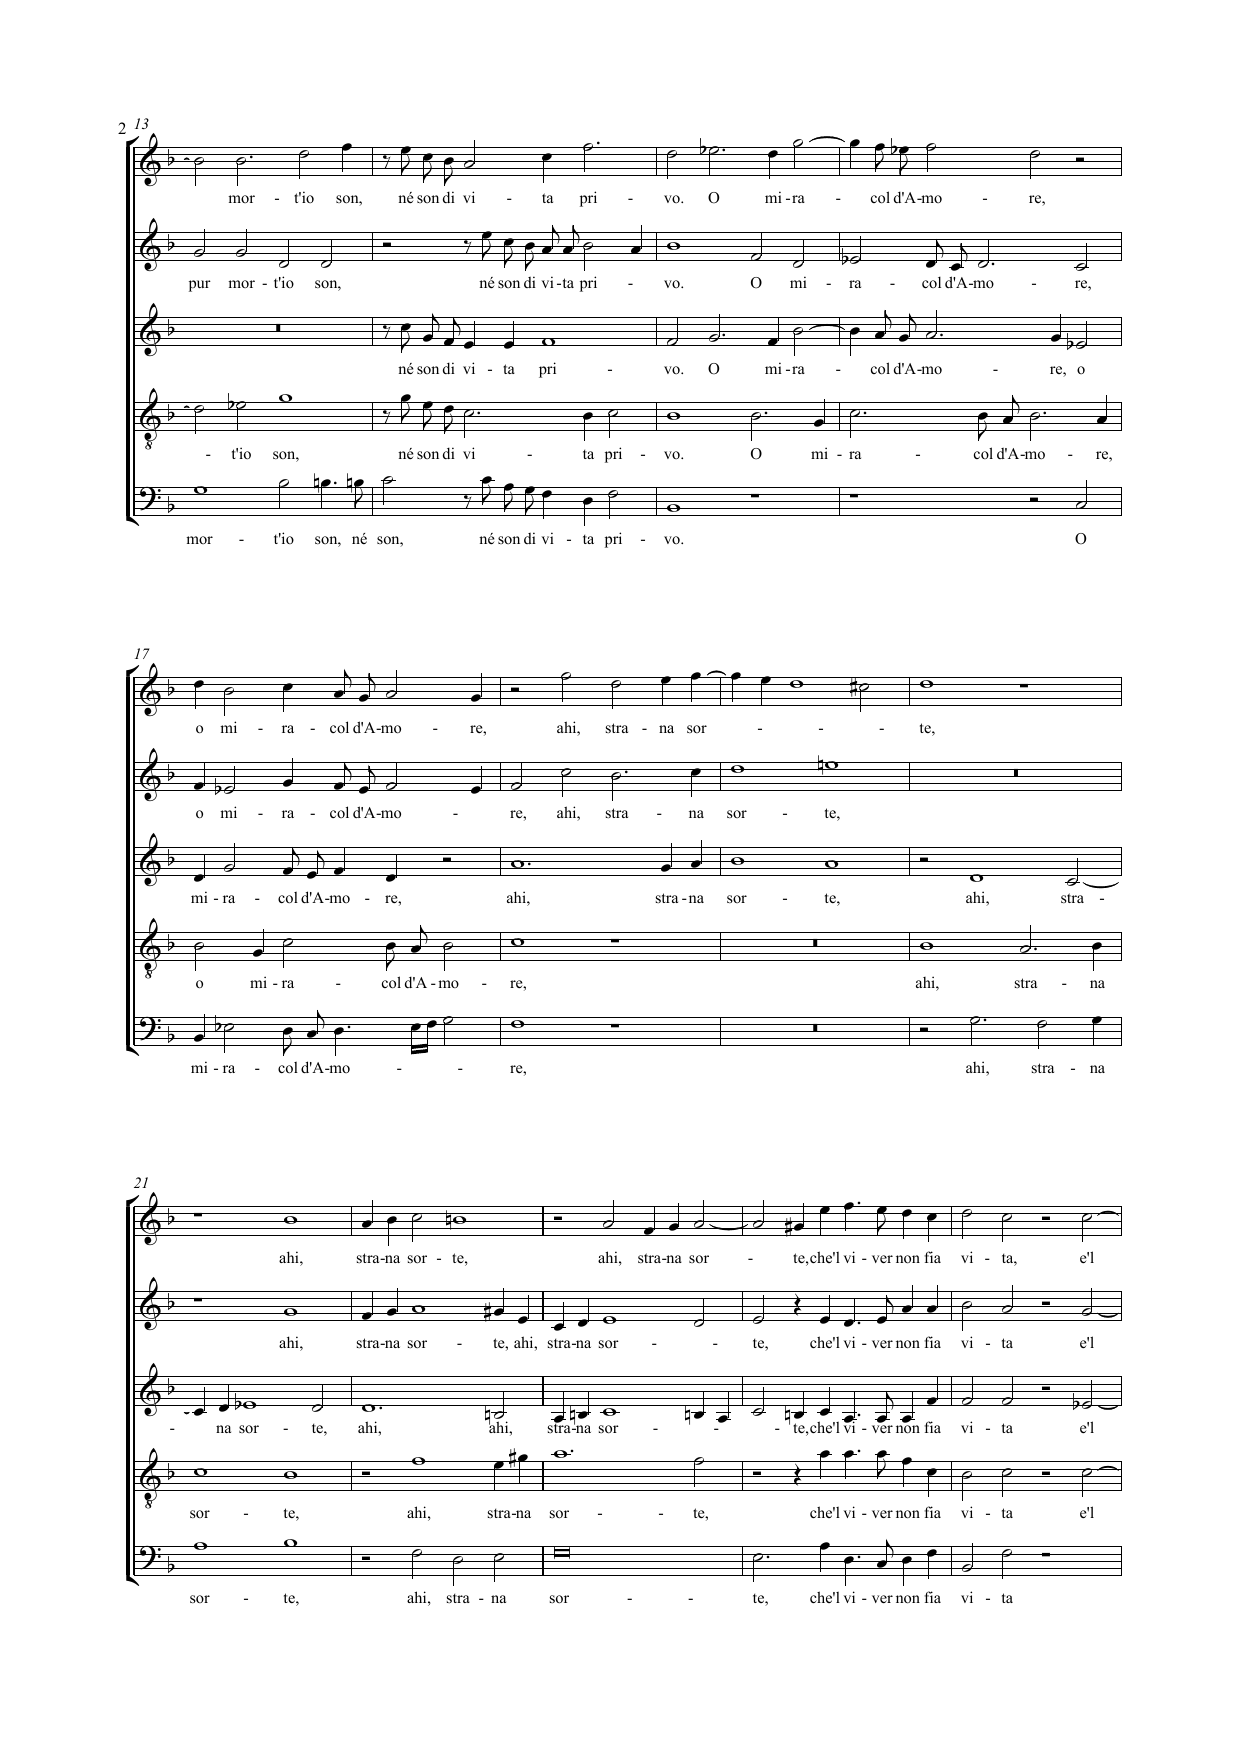 2 13
mor - t'io son, né son di vi - ta pri - vo. O mi - ra - col d'A-mo - re,
pur mor - t'io son, né son di vi - ta pri - vo. O mi - ra - col d'A-mo - re,
né son di vi - ta pri - vo. O mi - ra - col d'A-mo - re, o
- t'io son, né son di vi - ta pri - vo. O mi - ra - col d'A-mo - re,
mor - t'io son, né son, né son di vi - ta pri - vo. O
17
o mi - ra - col d'A-mo - re, ahi, stra - na sor - - - te,
o mi - ra - col d'A-mo - re, ahi, stra - na sor - te,
mi - ra - col d'A-mo - re, ahi, stra - na sor - te, ahi, stra -
o mi - ra - col d'A - mo - re, ahi, stra - na
mi - ra - col d'A-mo - - re, ahi, stra - na
21
ahi, stra-na sor - te, ahi, stra-na sor - te,che'l vi - ver non fia vi - ta, e'l
ahi, stra-na sor - te, ahi, stra-na sor - - te, che'l vi - ver non fia vi - ta e'l
- na sor - te, ahi, ahi, stra-na sor - - - te,che'l vi - ver non fia vi - ta e'l
sor - te, ahi, stra-na sor - - te, che'l vi - ver non fia vi - ta e'l
sor - te, ahi, stra - na sor - - te, che'l vi - ver non fia vi - ta